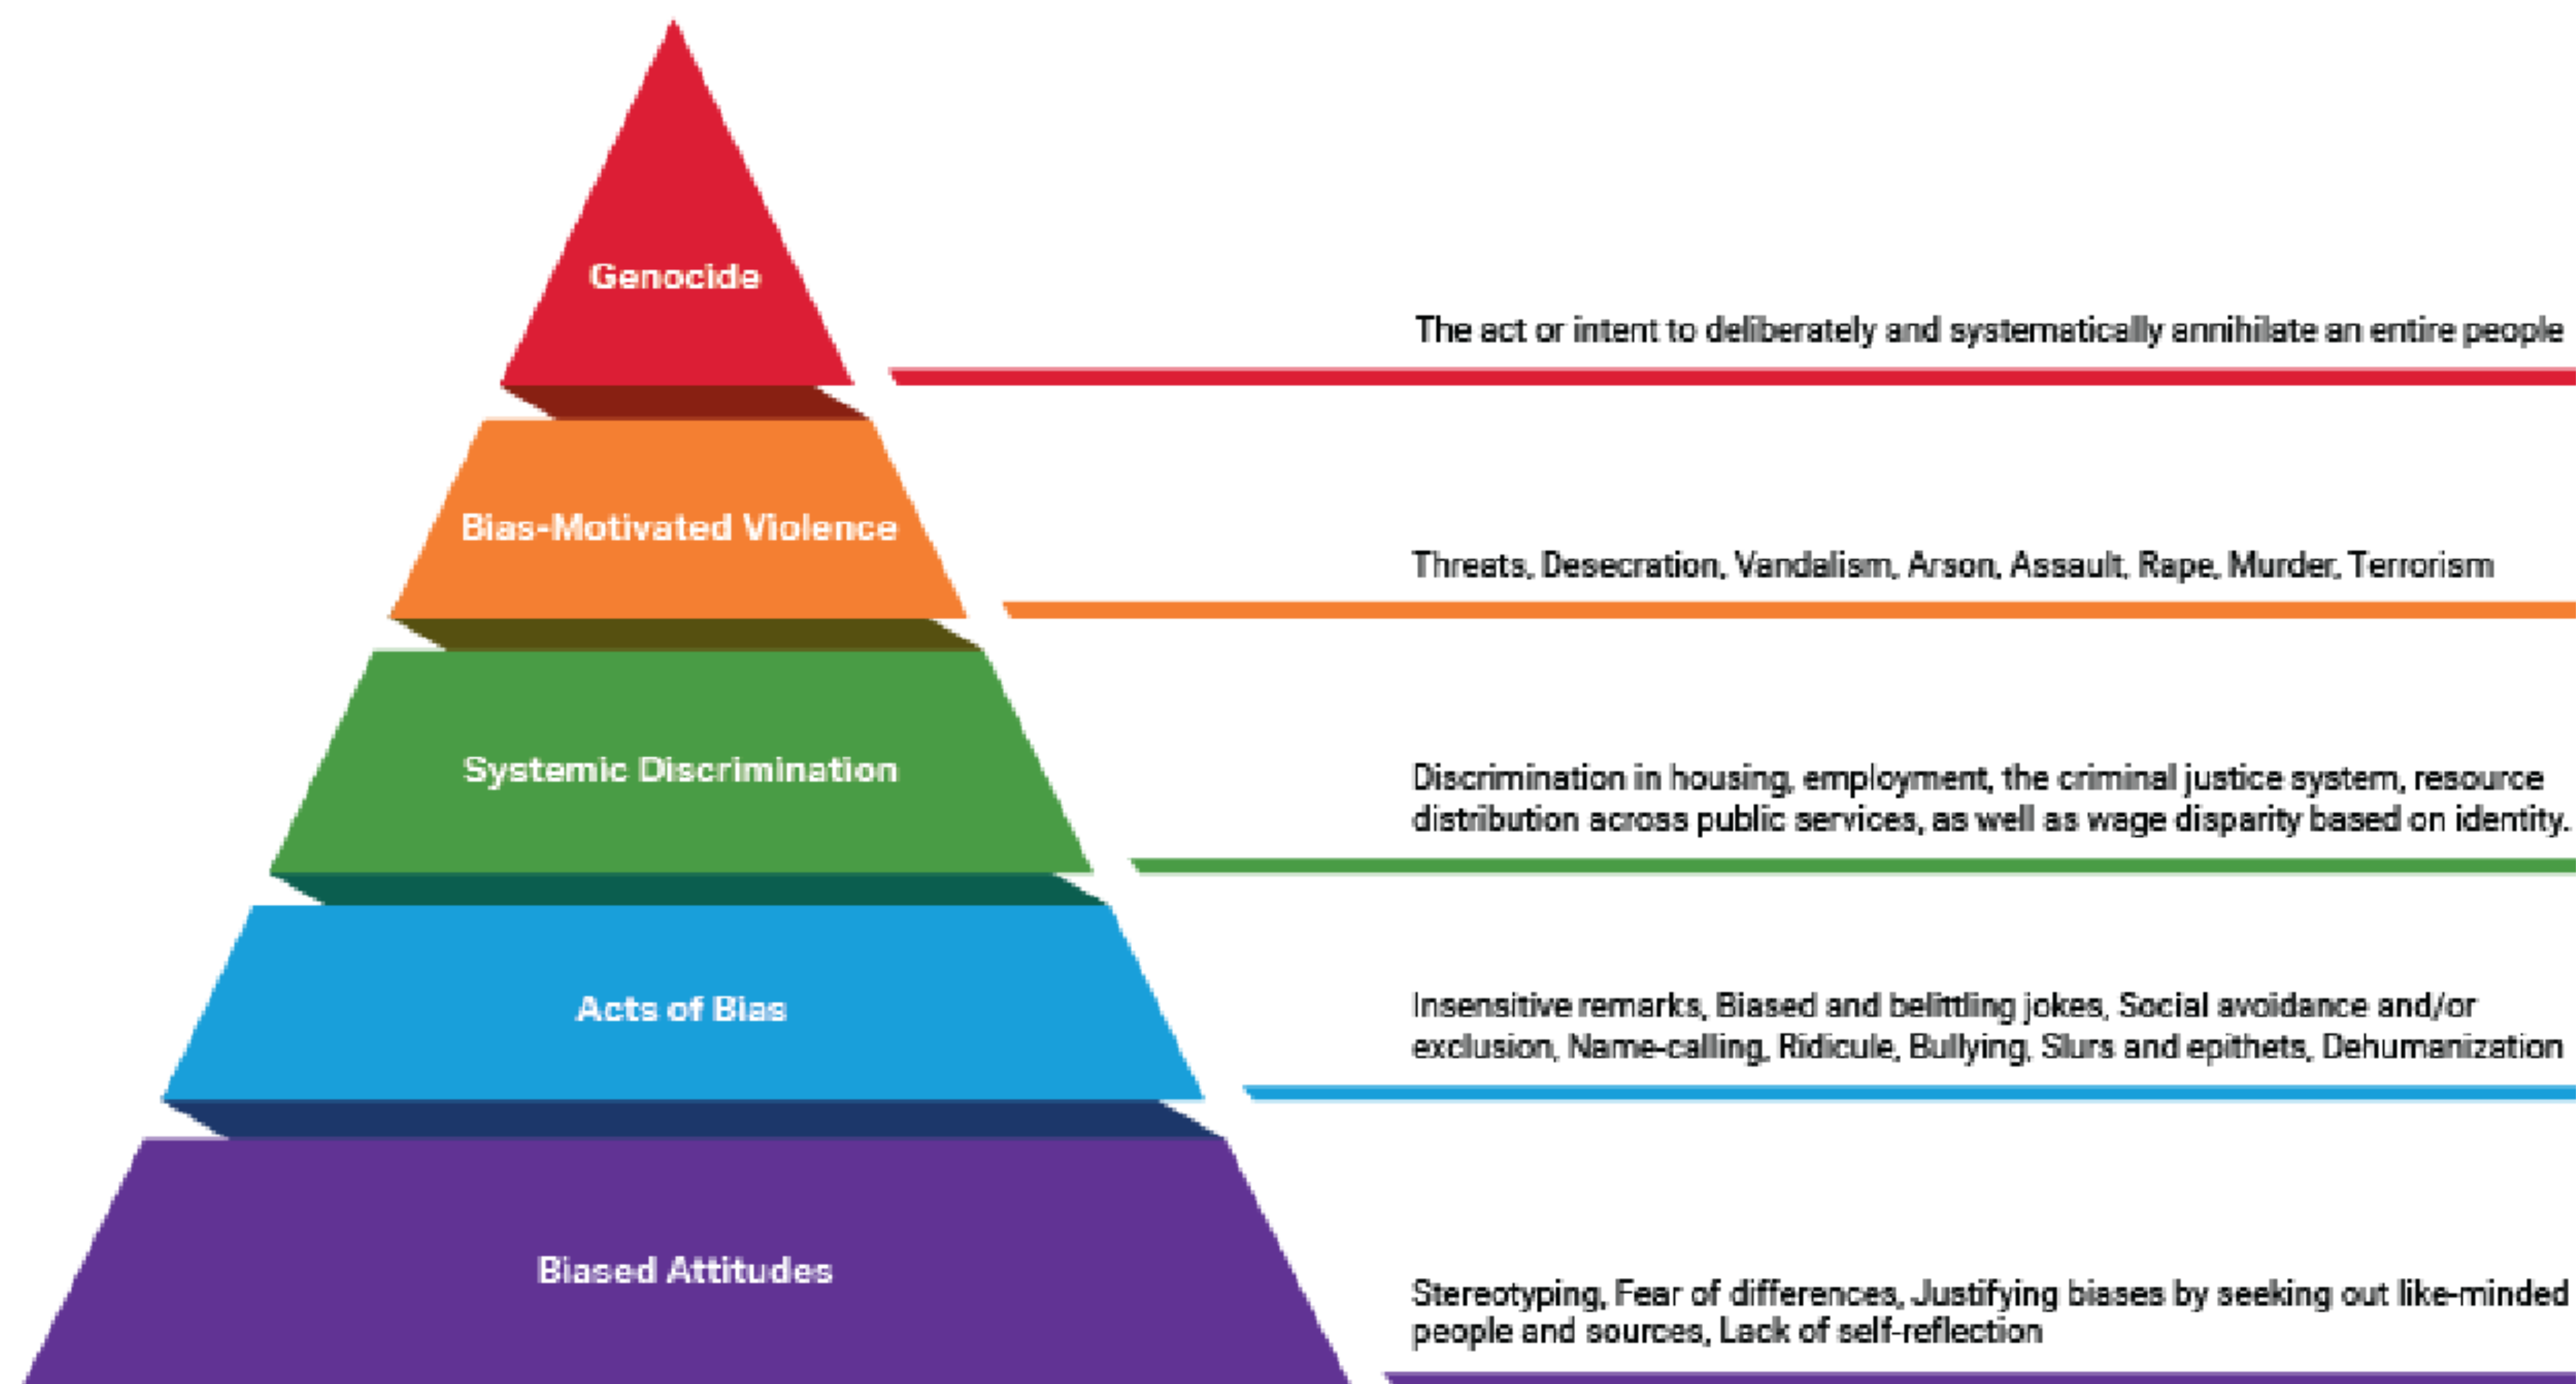 Genocide
The act or intent to deliberately and systematically annihilate an entire people
Bias-Motivated Violence
Threats, Desecration, Vandalism, Arson, Assault, Rape, Murder, Terrorism
Systemic Discrimination
Discrimination in housing, employment, the criminal justice system, resource
distribution across public services, as well as wage disparity based on identity.
Acts of Bias
Insensitive remarks, Biased and belittling jokes, Social avoidance and/or
exclusion, Name-calling, Ridicule, Bullying, Slurs and epithets, Dehumanization
Biased Attitudes
Stereotyping, Fear of differences, Justifying biases by seeking out like-minded
people and sources, Lack of self-reflection